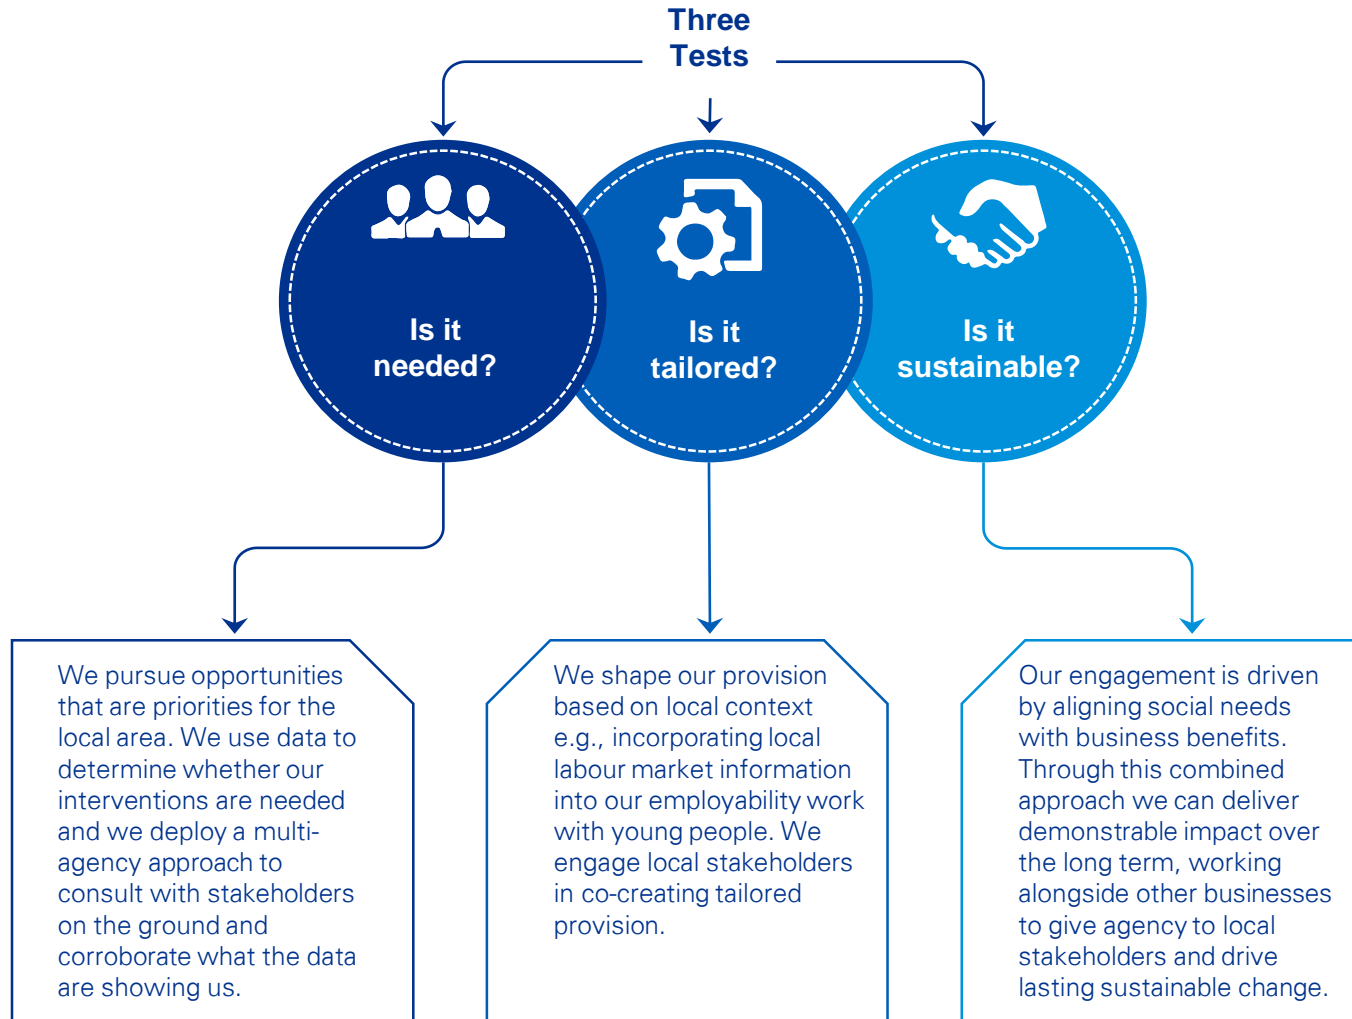 Three
Tests
Is it
needed?
Is it
tailored?
Is it
sustainable?
We pursue opportunities
that are priorities for the
local area. We use data to
determine whether our
interventions are needed
and we deploy a multi-
agency approach to
consult with stakeholders
on the ground and
corroborate what the data
are showing us.
We shape our provision
based on local context
e.g., incorporating local
labour market information
into our employability work
with young people. We
engage local stakeholders
in co-creating tailored
provision.
Our engagement is driven
by aligning social needs
with business benefits.
Through this combined
approach we can deliver
demonstrable impact over
the long term, working
alongside other businesses
to give agency to local
stakeholders and drive
lasting sustainable change.